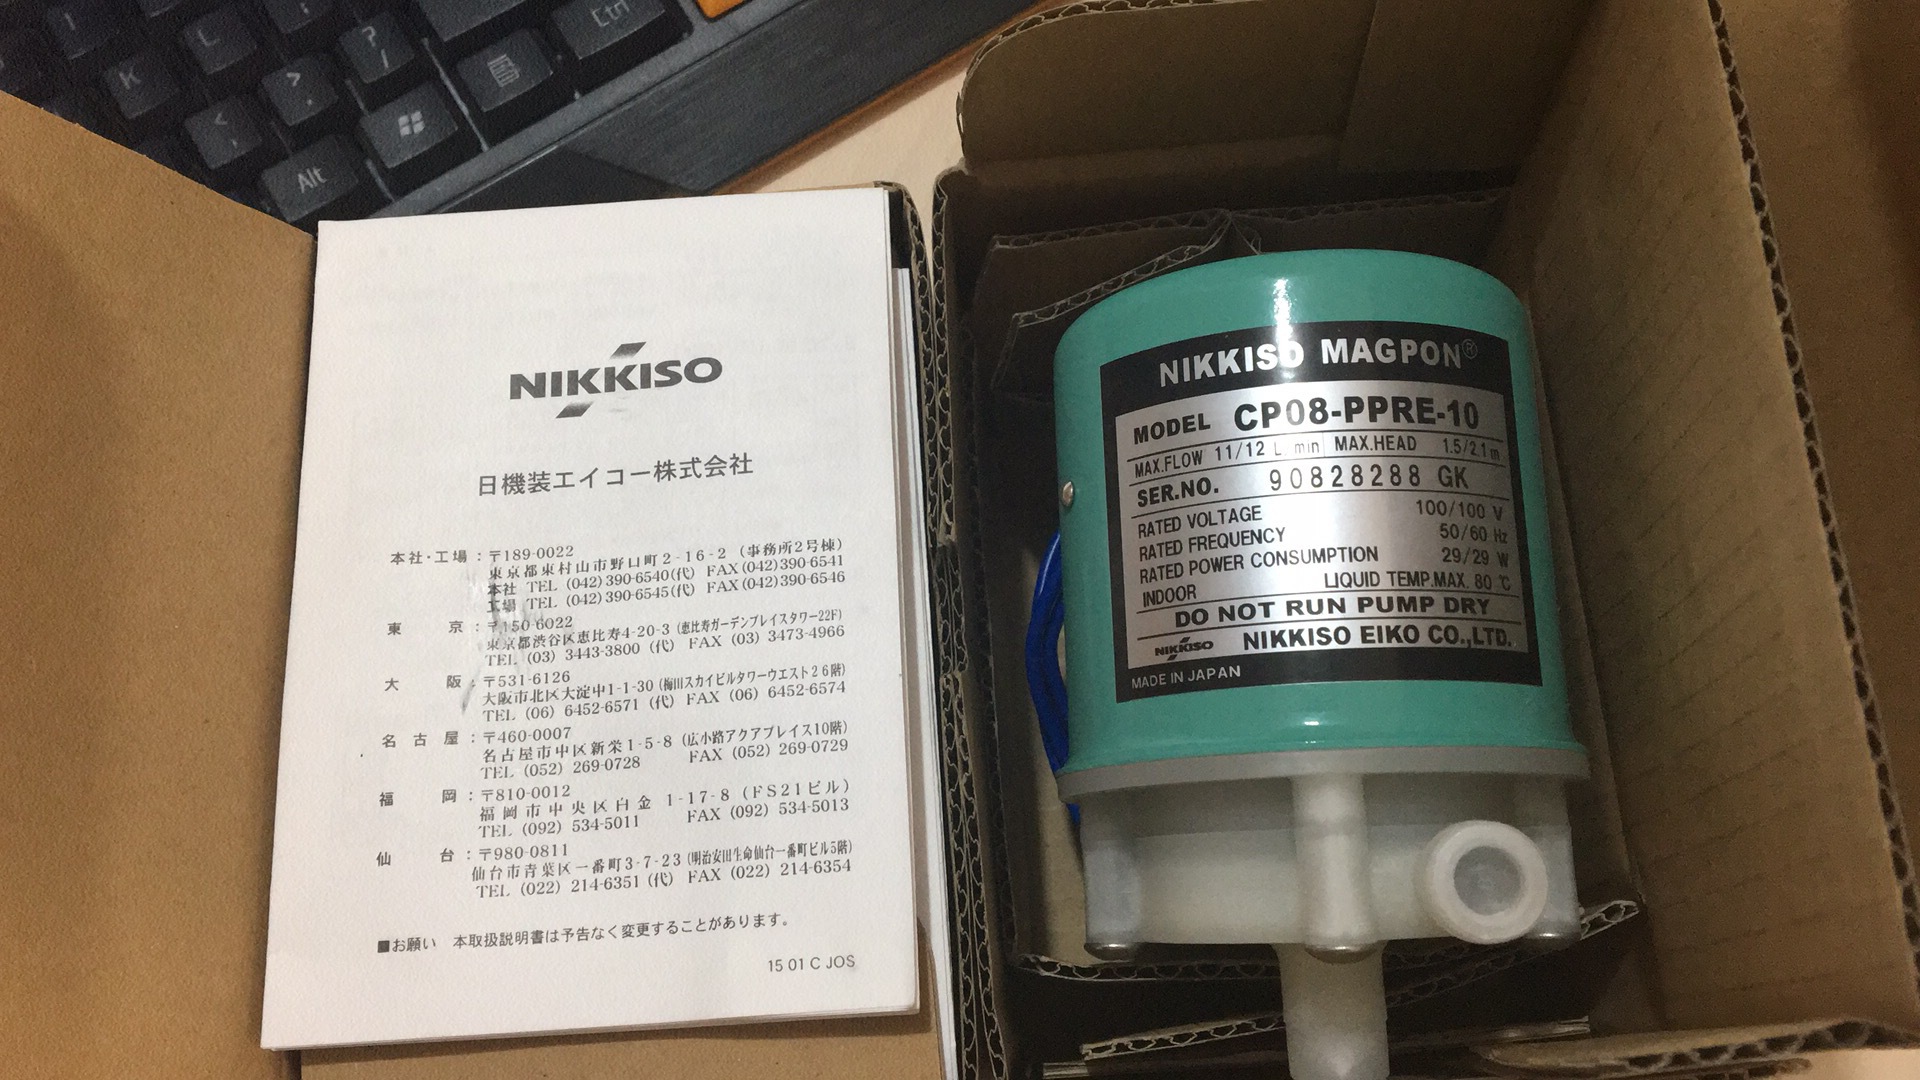 I
L
K
?
/
>
.
<
,
Alt
Ctrl
NIKKISO
日機装エイコー株式会社
本社・工場：〒189-0022
東京都東村山市野口町2-16-2（事務所2号棟）
本社 TEL (042)390-6540(代) FAX(042)390-6541
工場 TEL (042)390-6545(代) FAX(042)390-6546
東京：〒150-6022
東京都渋谷区恵比寿4-20-3（恵比寿ガーデンプレイスタワー22F）
TEL (03) 3443-3800（代） FAX (03) 3473-4966
大阪：〒531-6126
大阪市北区大淀中1-1-30（梅田スカイビルタワーウエスト26階）
TEL (06) 6452-6571（代） FAX (06) 6452-6574
名古屋：〒460-0007
名古屋市中区新栄1-5-8（広小路アクアプレイス10階）
TEL (052) 269-0728 FAX (052) 269-0729
福岡：〒810-0012
福岡市中央区白金 1-17-8（FS21ビル）
TEL (092) 534-5011 FAX (092) 534-5013
仙台：〒980-0811
仙台市青葉区一番町3-7-23（明治安田生命仙台一番町ビル5階）
TEL (022) 214-6351（代） FAX (022) 214-6354
■お願い 本取扱説明書は予告なく変更することがあります。
15 01 C JOS
NIKKISO MAGPON®
MODEL CP08-PPRE-10
MAX.FLOW 11/12 L min MAX.HEAD 1.5/2.1 m
SER.NO. 90828288 GK
RATED VOLTAGE 100/100 V
RATED FREQUENCY 50/60 Hz
RATED POWER CONSUMPTION 29/29 W
INDOOR LIQUID TEMP.MAX. 80 ℃
DO NOT RUN PUMP DRY
NIKKISO NIKKISO EIKO CO.,LTD.
MADE IN JAPAN